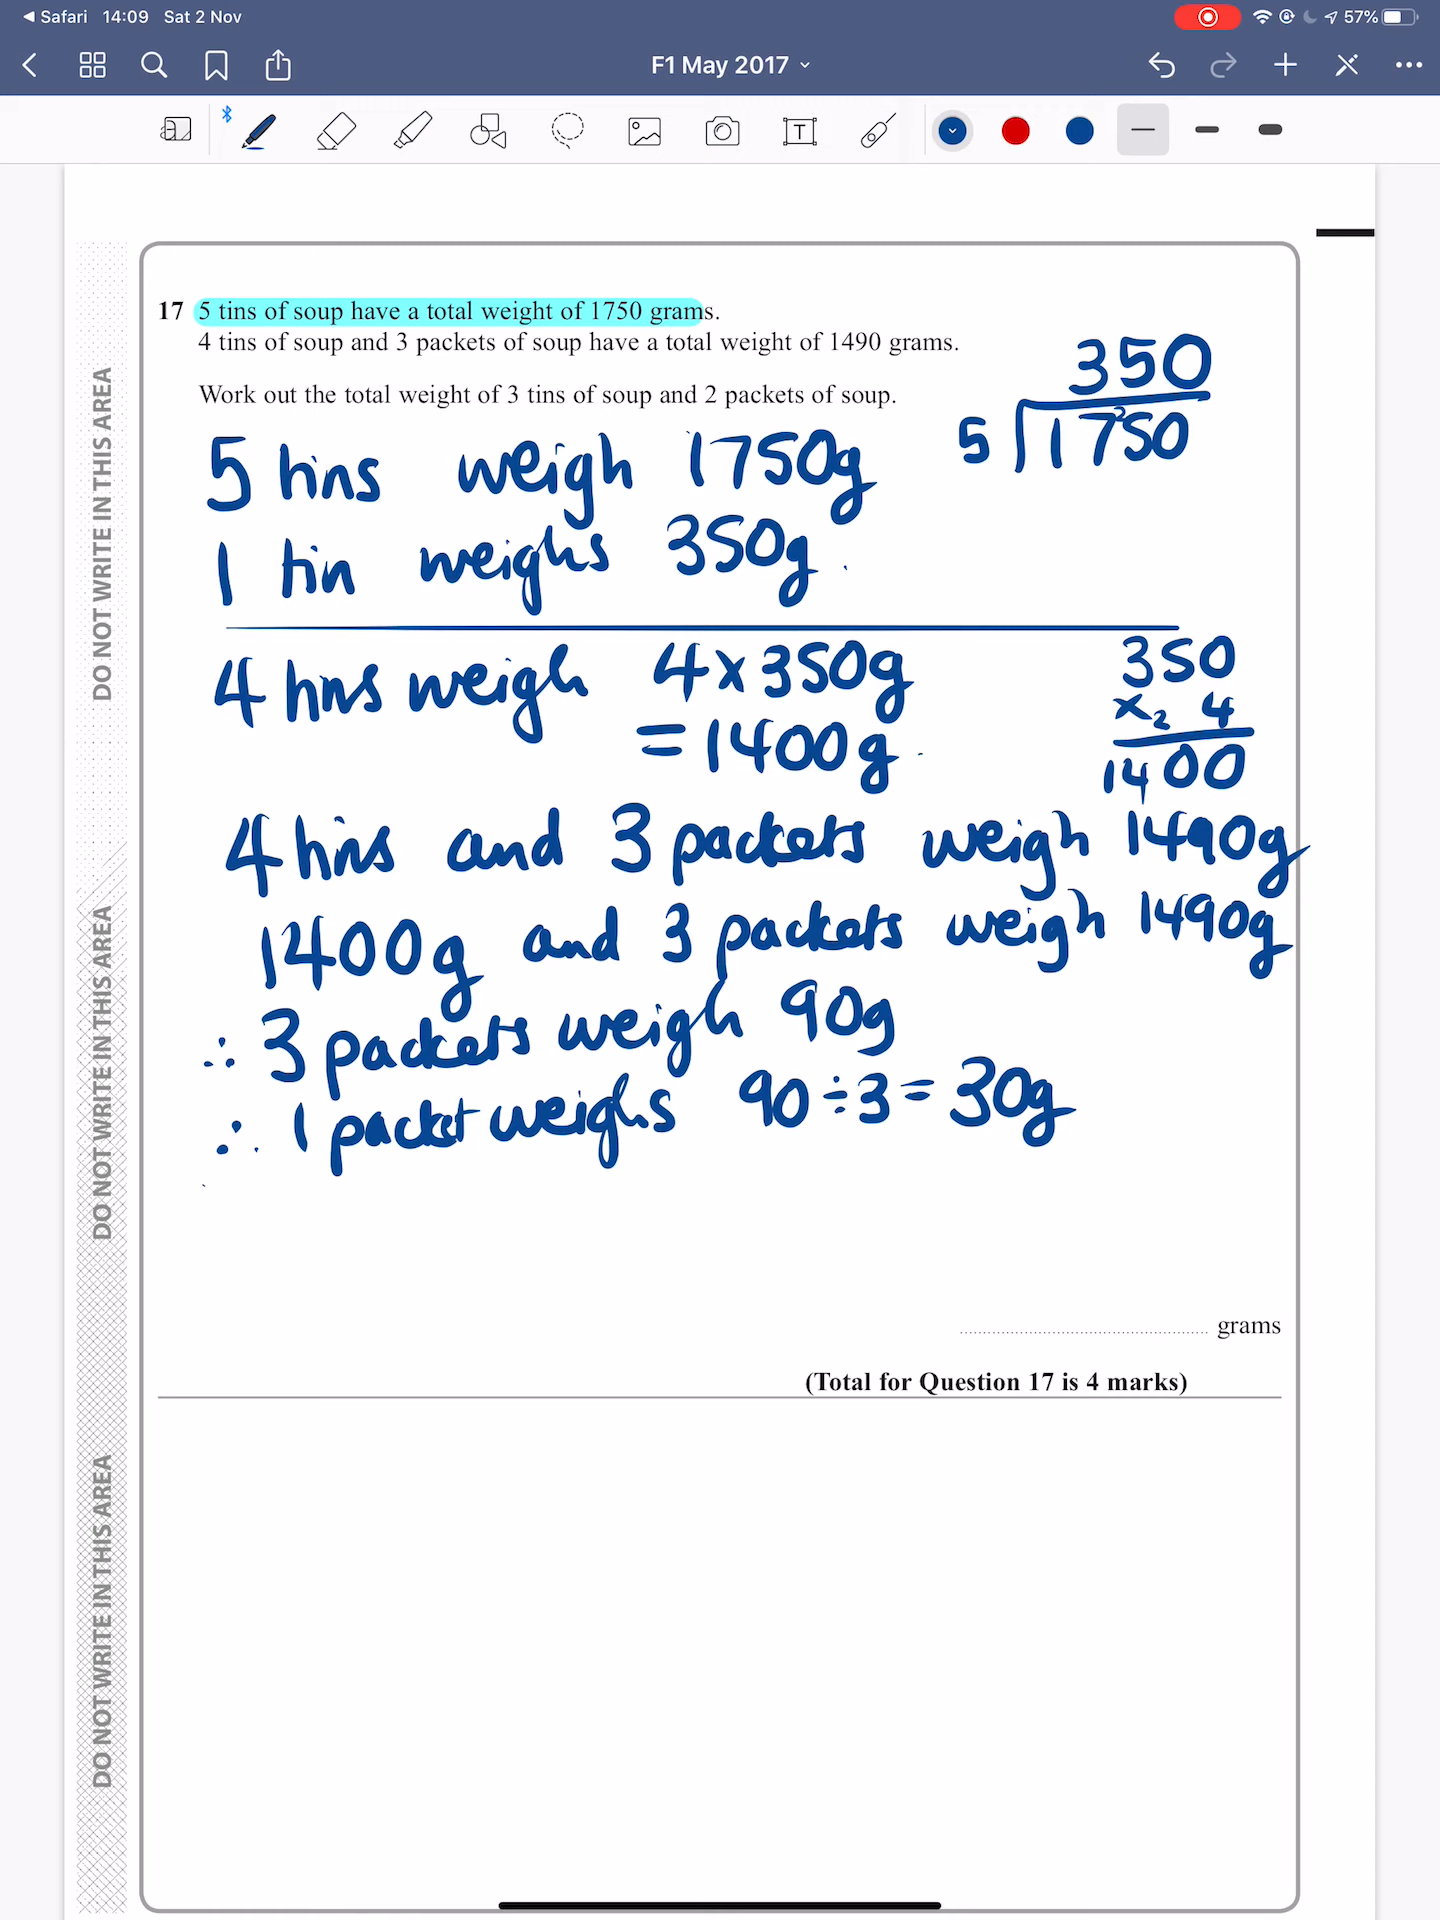 Safari 14:09 Sat 2 Nov 57%
F1 May 2017
17 5 tins of soup have a total weight of 1750 grams.
4 tins of soup and 3 packets of soup have a total weight of 1490 grams.
Work out the total weight of 3 tins of soup and 2 packets of soup.
350
5 1750
2
5 tins weigh 1750g
1 tin weighs 350g.
4 tins weigh 4x350g
=1400g.
350
x2 4
1400
4 tins and 3 packets weigh 1490g
1400g and 3 packets weigh 1490g
∴ 3 packets weigh 90g
∴ 1 packet weighs 90÷3=30g
grams
(Total for Question 17 is 4 marks)
DO NOT WRITE IN THIS AREA
DO NOT WRITE IN THIS AREA
DO NOT WRITE IN THIS AREA